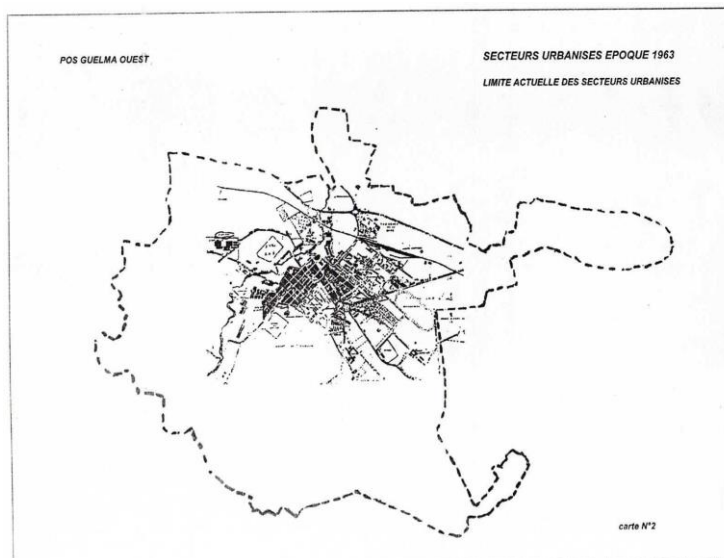 POS GUELMA OUEST
SECTEURS URBANISES EPOQUE 1963
LIMITE ACTUELLE DES SECTEURS URBANISES
carte N°2